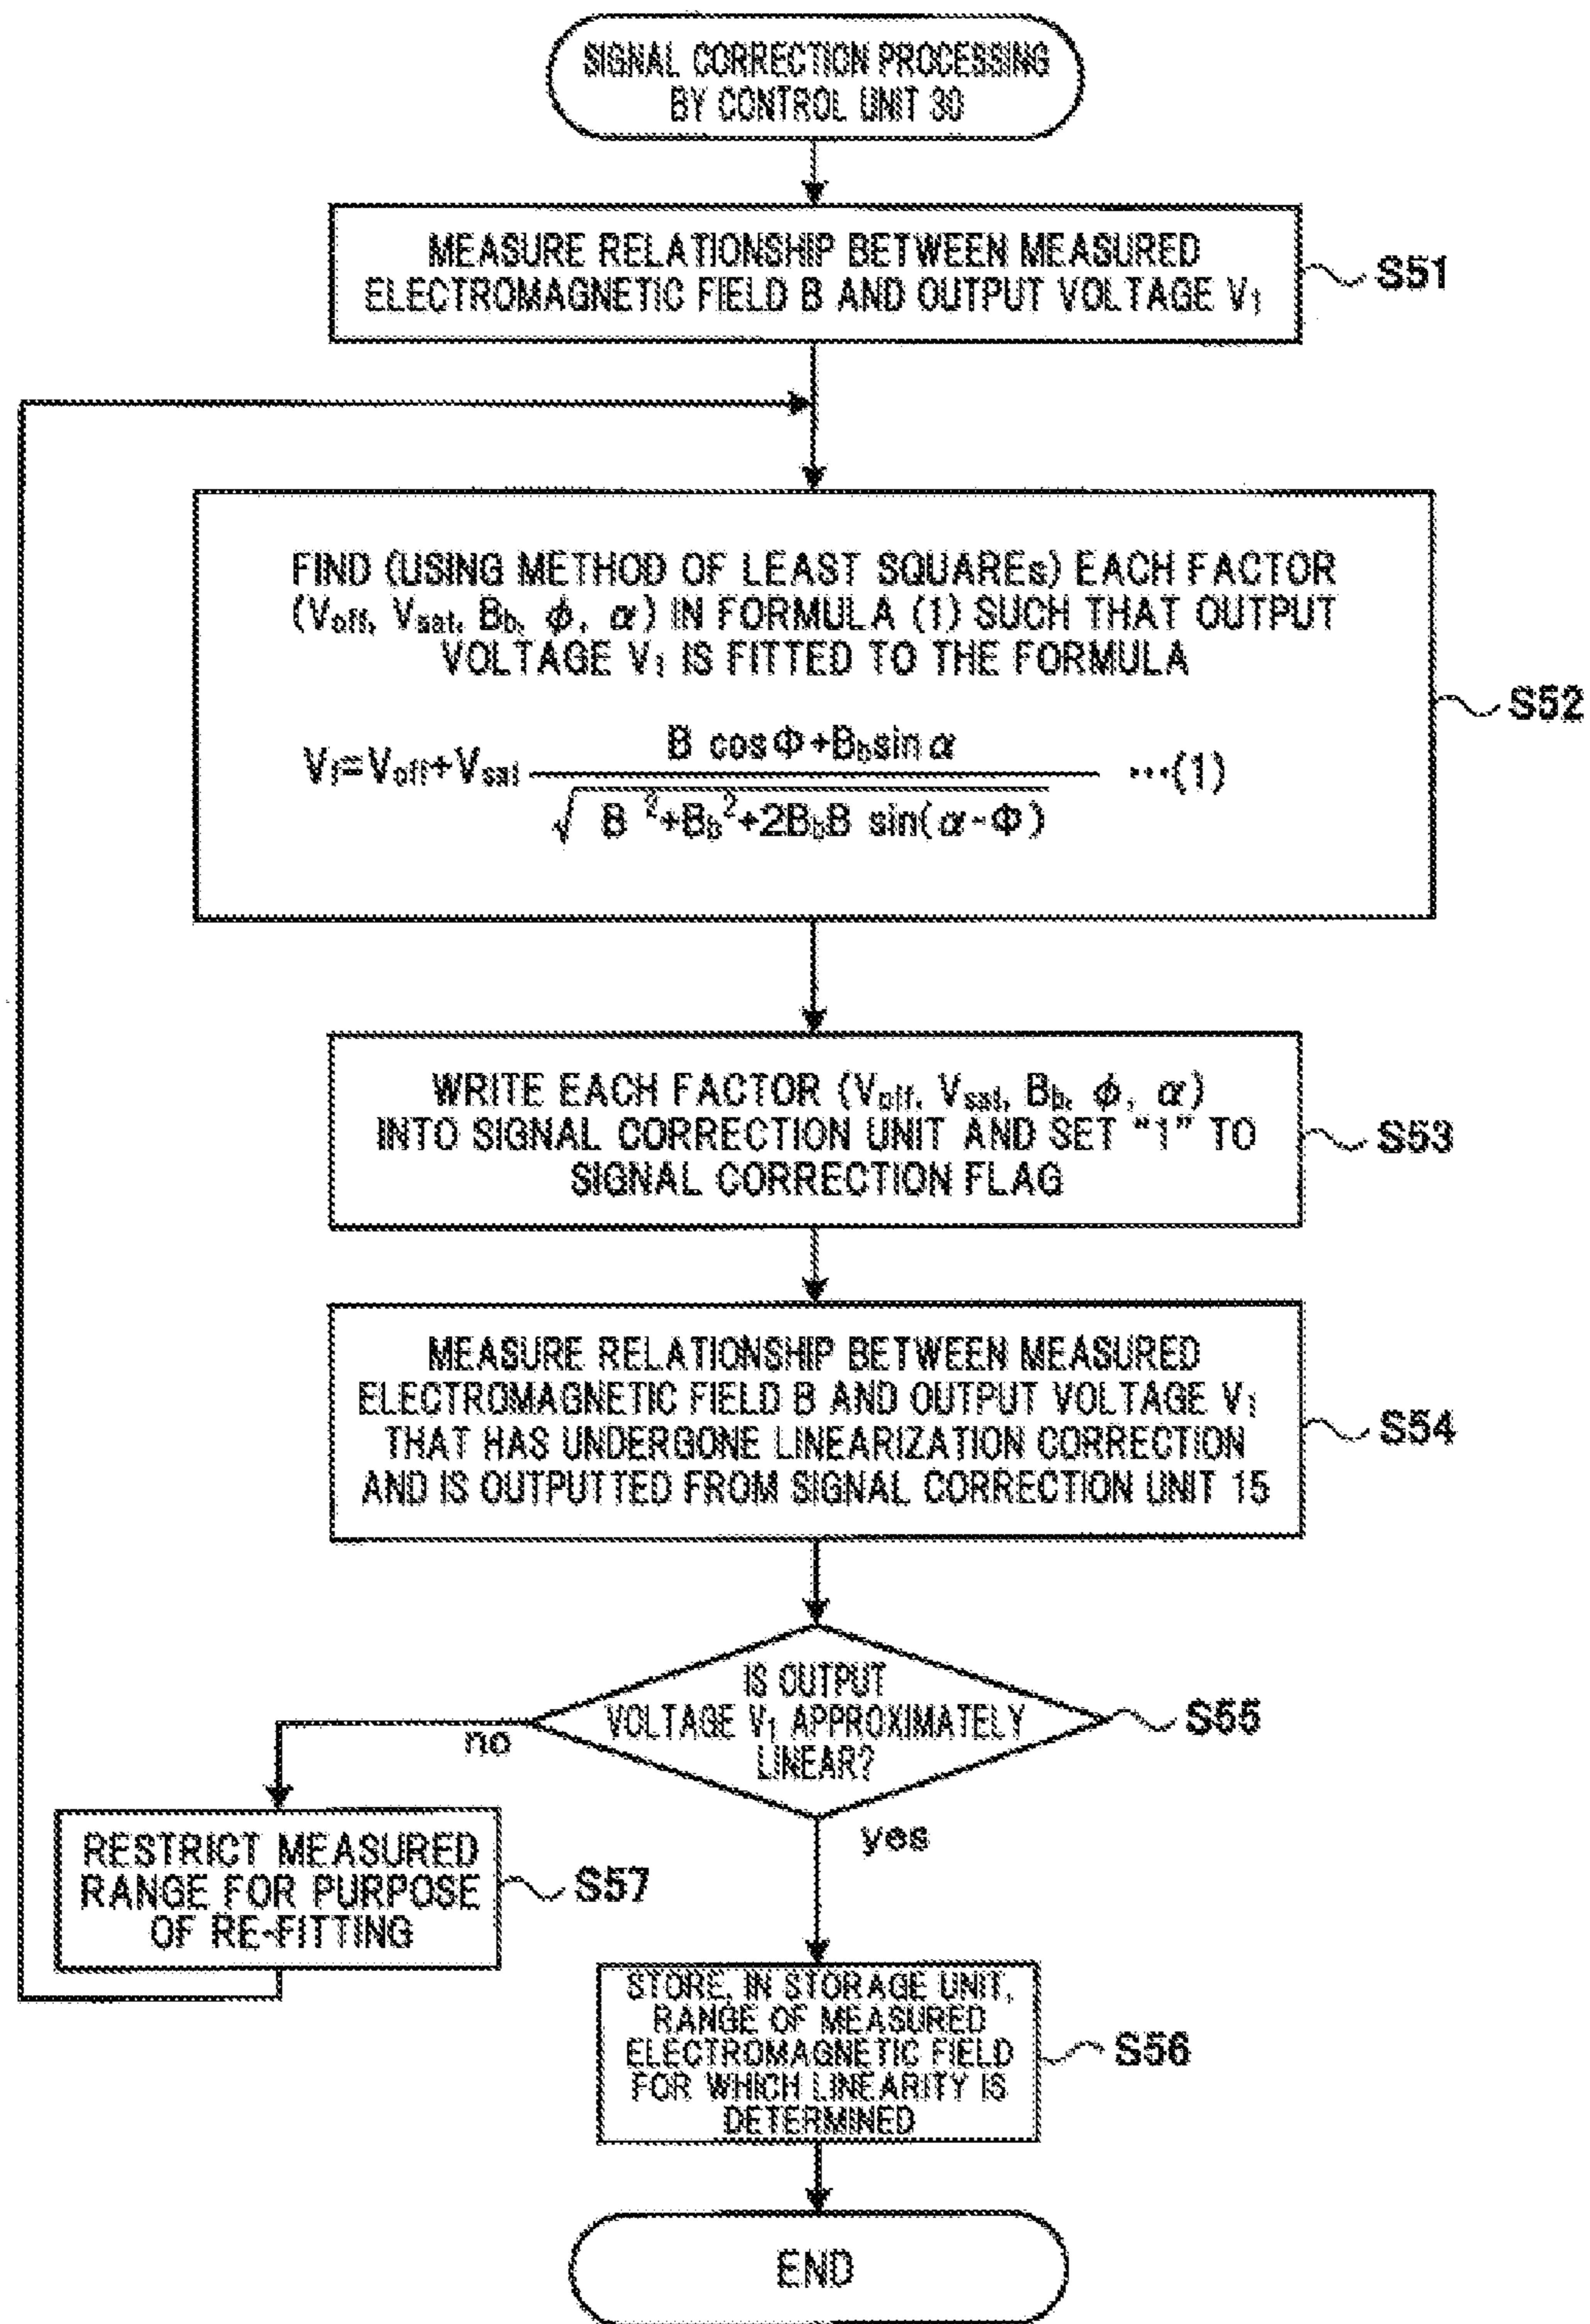 SIGNAL CORRECTION PROCESSING
BY CONTROL UNIT 30
MEASURE RELATIONSHIP BETWEEN MEASURED
ELECTROMAGNETIC FIELD B AND OUTPUT VOLTAGE V₁
S51
FIND (USING METHOD OF LEAST SQUAREs) EACH FACTOR
(Voff, Vsat, Bb, ϕ, α) IN FORMULA (1) SUCH THAT OUTPUT
VOLTAGE V₁ IS FITTED TO THE FORMULA
S52
V₁=Voff+Vsat (B cosΦ+Bb sinα) / √(B²+Bb²+2BbB sin(α-Φ)) ···(1)
WRITE EACH FACTOR (Voff, Vsat, Bb, ϕ, α)
INTO SIGNAL CORRECTION UNIT AND SET "1" TO
SIGNAL CORRECTION FLAG
S53
MEASURE RELATIONSHIP BETWEEN MEASURED
ELECTROMAGNETIC FIELD B AND OUTPUT VOLTAGE V₁
THAT HAS UNDERGONE LINEARIZATION CORRECTION
AND IS OUTPUTTED FROM SIGNAL CORRECTION UNIT 15
S54
IS OUTPUT
VOLTAGE V₁ APPROXIMATELY
LINEAR?
S55
no
yes
RESTRICT MEASURED
RANGE FOR PURPOSE
OF RE-FITTING
S57
STORE, IN STORAGE UNIT,
RANGE OF MEASURED
ELECTROMAGNETIC FIELD
FOR WHICH LINEARITY IS
DETERMINED
S56
END